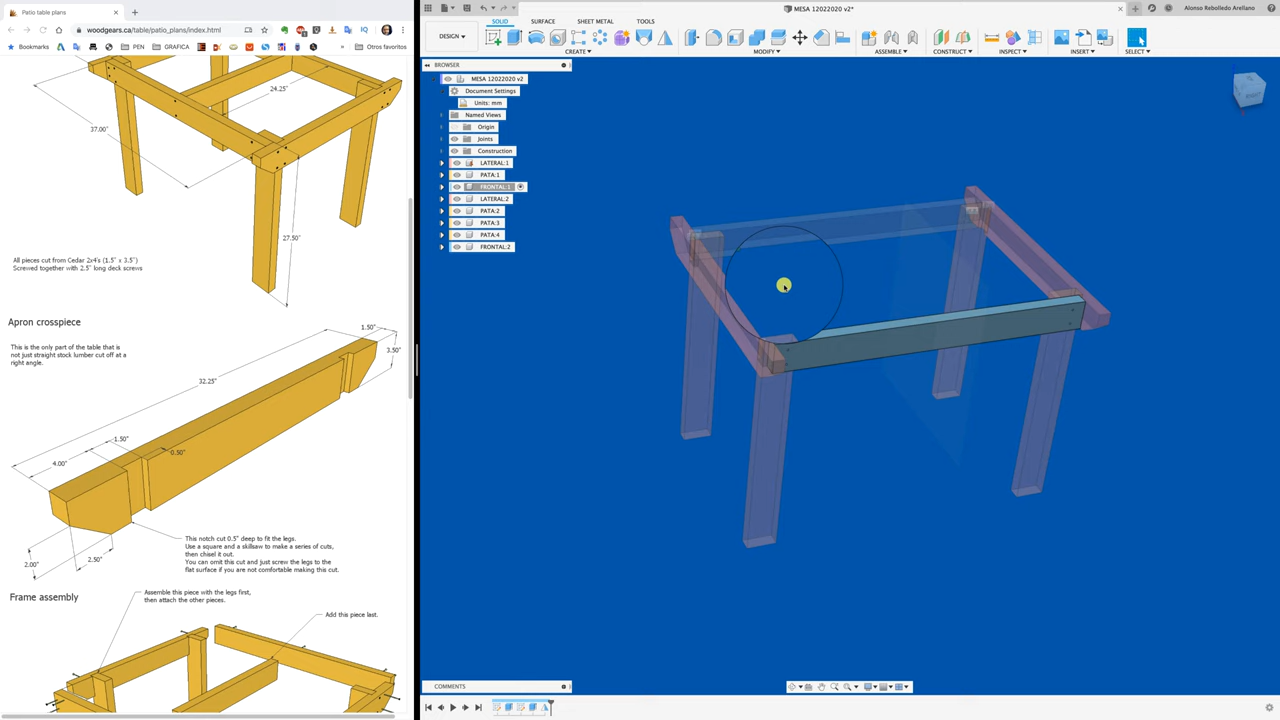 Patio table plans
woodgears.ca/table/patio_plans/index.html
Bookmarks
PEN
GRAFICA
IQ
Otros favoritos
24.25"
37.00"
27.50"
All pieces cut from Cedar 2x4's (1.5" x 3.5")
Screwed together with 2.5" long deck screws
Apron crosspiece
This is the only part of the table that is
not just straight stock lumber cut off at a
right angle.
1.50"
3.50"
32.25"
1.50"
0.50"
4.00"
2.00"
2.50"
This notch cut 0.5" deep to fit the legs.
Use a square and a skillsaw to make a series of cuts,
then chisel it out.
You can omit this cut and just screw the legs to the
flat surface if you are not comfortable making this cut.
Frame assembly
Assemble this piece with the legs first,
then attach the other pieces.
Add this piece last.
MESA 12022020 v2*
Alonso Rebolledo Arellano
DESIGN
SOLID
SURFACE
SHEET METAL
TOOLS
CREATE
MODIFY
ASSEMBLE
CONSTRUCT
INSPECT
INSERT
SELECT
BROWSER
MESA 12022020 v2
Document Settings
Units: mm
Named Views
Origin
Joints
Construction
LATERAL:1
PATA:1
FRONTAL:1
LATERAL:2
PATA:2
PATA:3
PATA:4
FRONTAL:2
COMMENTS